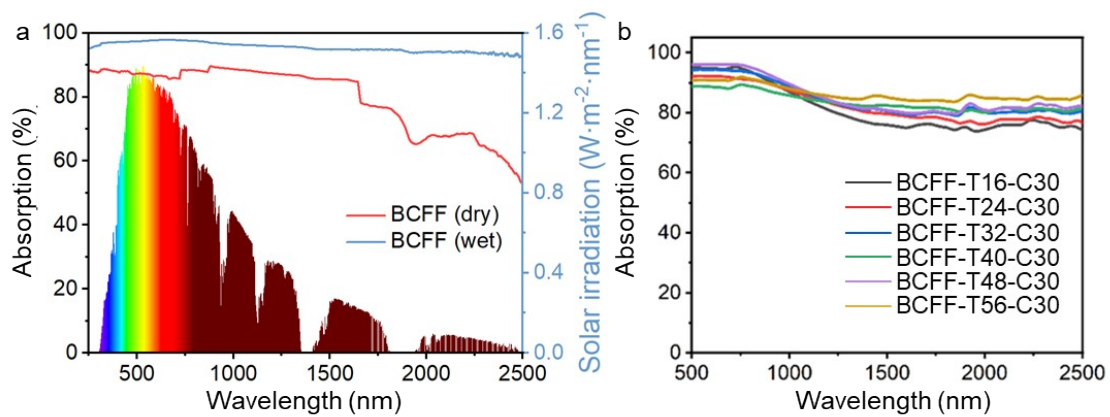 a
100
80
60
40
20
0
Absorption (%)
500
1000
1500
2000
2500
Wavelength (nm)
1.6
1.2
0.8
0.4
0.0
Solar irradiation (W·m⁻²·nm⁻¹)
BCFF (dry)
BCFF (wet)
b
100
80
60
40
20
0
Absorption (%)
500
1000
1500
2000
2500
Wavelength (nm)
BCFF-T16-C30
BCFF-T24-C30
BCFF-T32-C30
BCFF-T40-C30
BCFF-T48-C30
BCFF-T56-C30